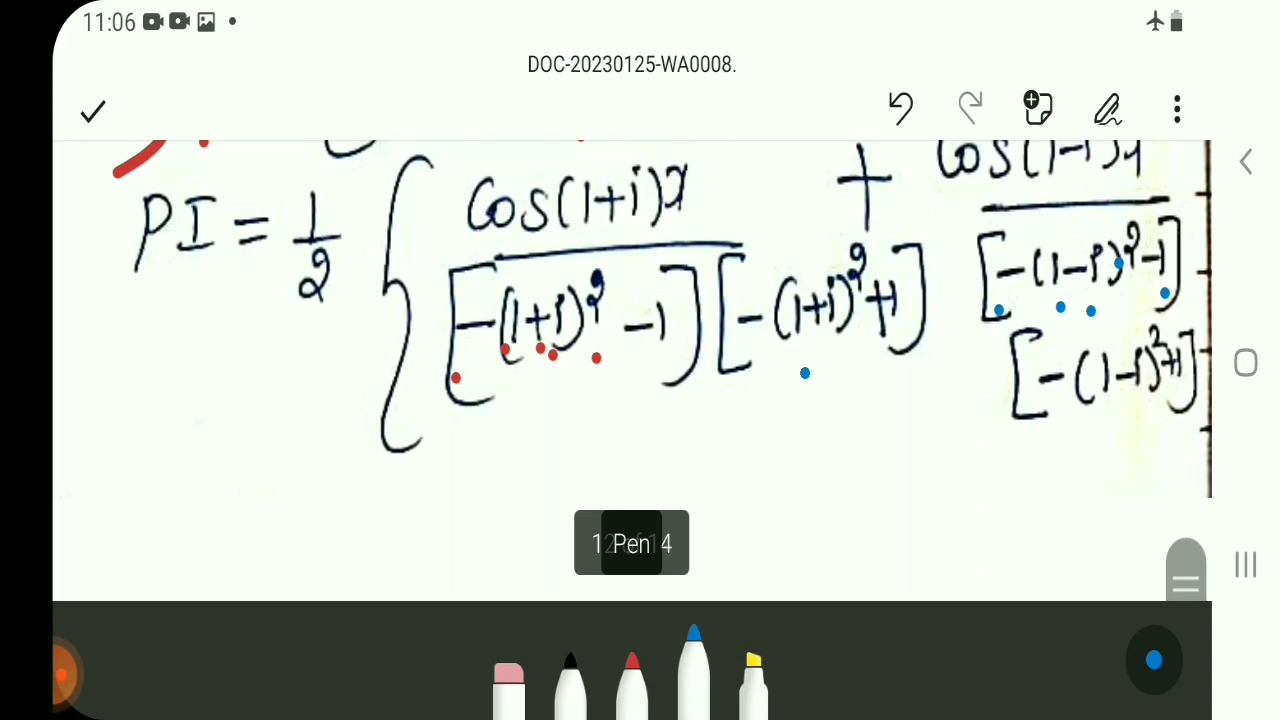 11:06
DOC-20230125-WA0008.
PI = 1/2 { cos(1+i)x / [-(1+i)²-1][-(1+i)²+1] + cos(1-i)x / [-(1-i)²-1]
[-(1-i)²+1]
Pen 14